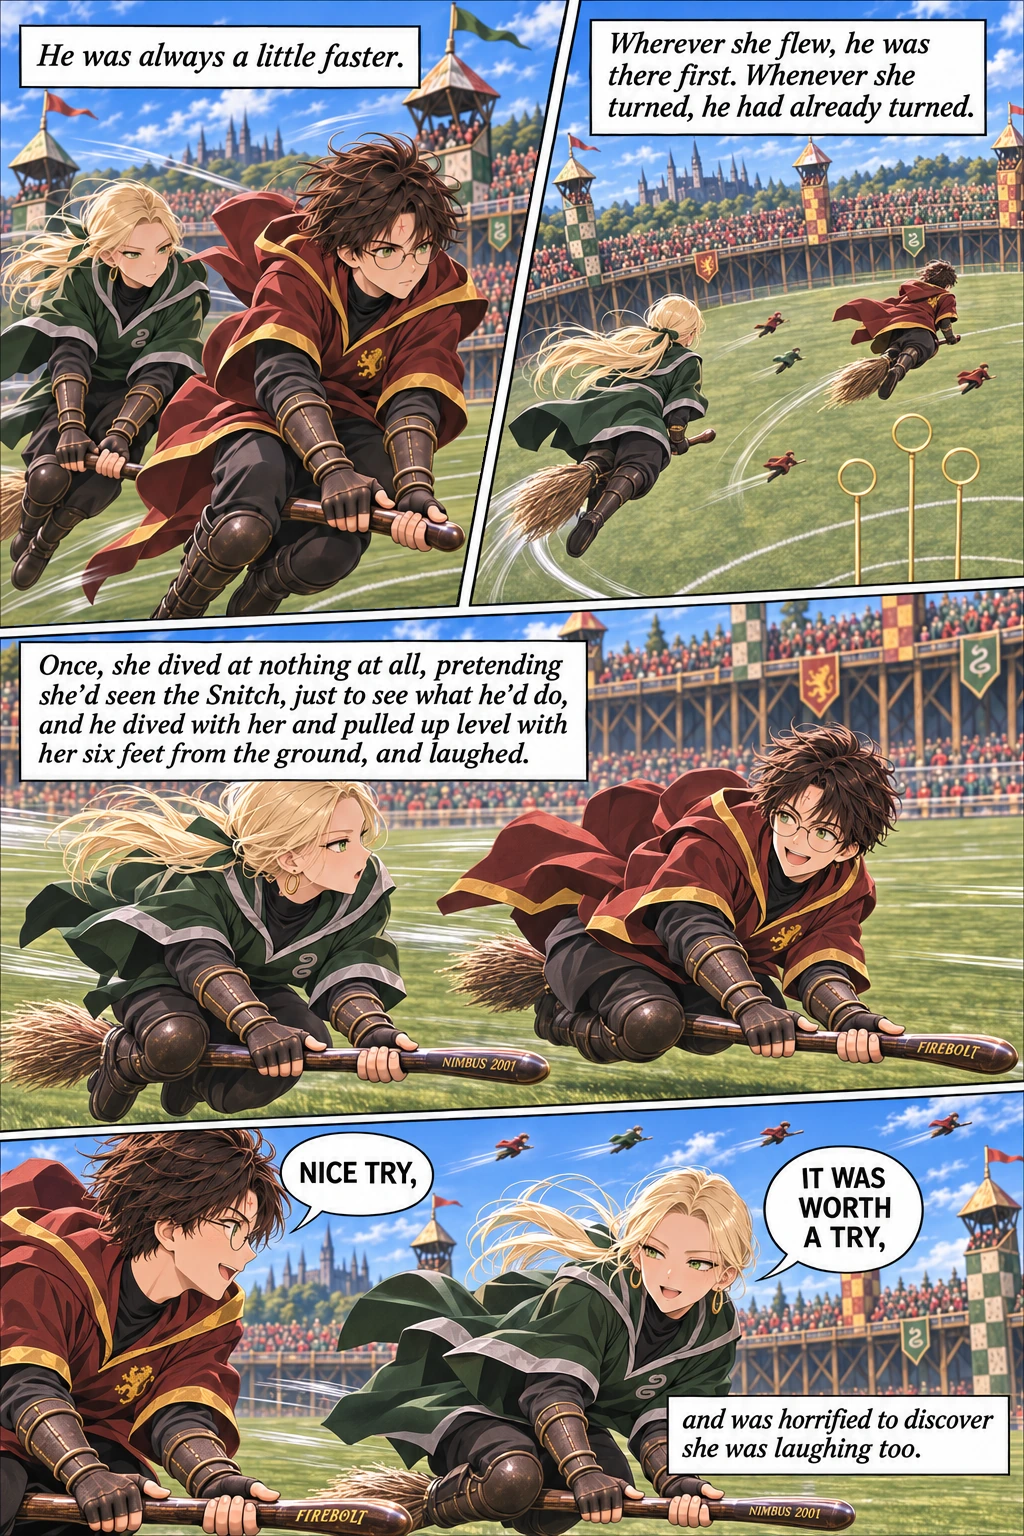 He was always a little faster.
Wherever she flew, he was
there first. Whenever she
turned, he had already turned.
Once, she dived at nothing at all, pretending
she'd seen the Snitch, just to see what he'd do,
and he dived with her and pulled up level with
her six feet from the ground, and laughed.
NIMBUS 2001
FIREBOLT
NICE TRY,
IT WAS
WORTH
A TRY,
and was horrified to discover
she was laughing too.
FIREBOLT
NIMBUS 2001